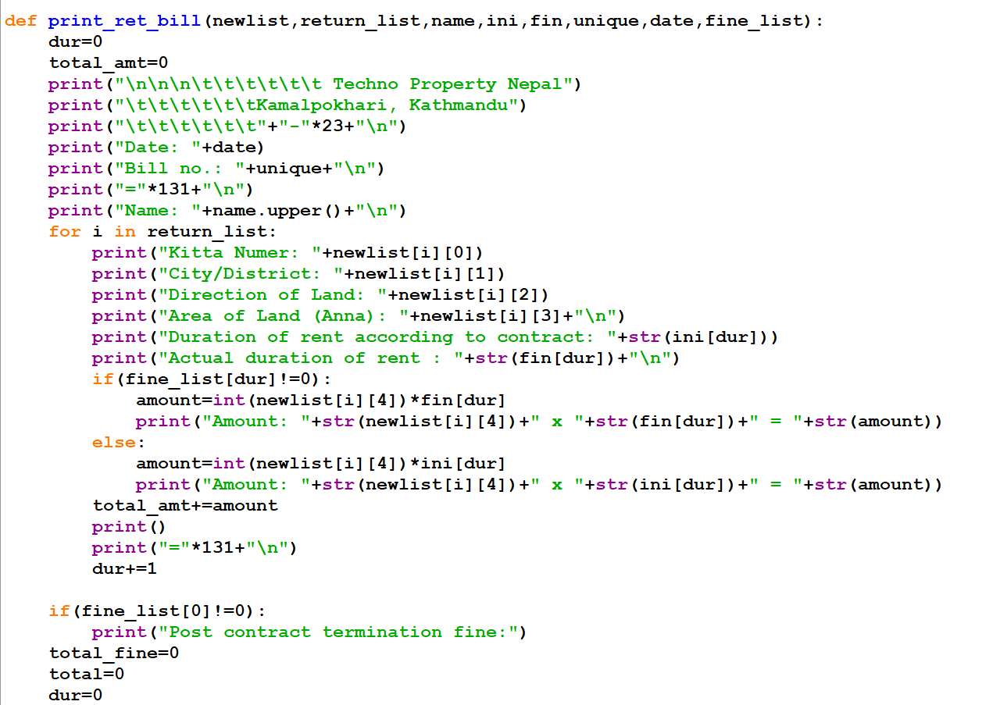 def print_ret_bill(newlist,return_list,name,ini,fin,unique,date,fine_list):
    dur=0
    total_amt=0
    print("\n\n\n\t\t\t\t\t\t Techno Property Nepal")
    print("\t\t\t\t\t\tKamalpokhari, Kathmandu")
    print("\t\t\t\t\t\t"+"-"*23+"\n")
    print("Date: "+date)
    print("Bill no.: "+unique+"\n")
    print("="*131+"\n")
    print("Name: "+name.upper()+"\n")
    for i in return_list:
        print("Kitta Numer: "+newlist[i][0])
        print("City/District: "+newlist[i][1])
        print("Direction of Land: "+newlist[i][2])
        print("Area of Land (Anna): "+newlist[i][3]+"\n")
        print("Duration of rent according to contract: "+str(ini[dur]))
        print("Actual duration of rent : "+str(fin[dur])+"\n")
        if(fine_list[dur]!=0):
            amount=int(newlist[i][4])*fin[dur]
            print("Amount: "+str(newlist[i][4])+" x "+str(fin[dur])+" = "+str(amount))
        else:
            amount=int(newlist[i][4])*ini[dur]
            print("Amount: "+str(newlist[i][4])+" x "+str(ini[dur])+" = "+str(amount))
        total_amt+=amount
        print()
        print("="*131+"\n")
        dur+=1
    if(fine_list[0]!=0):
        print("Post contract termination fine:")
    total_fine=0
    total=0
    dur=0